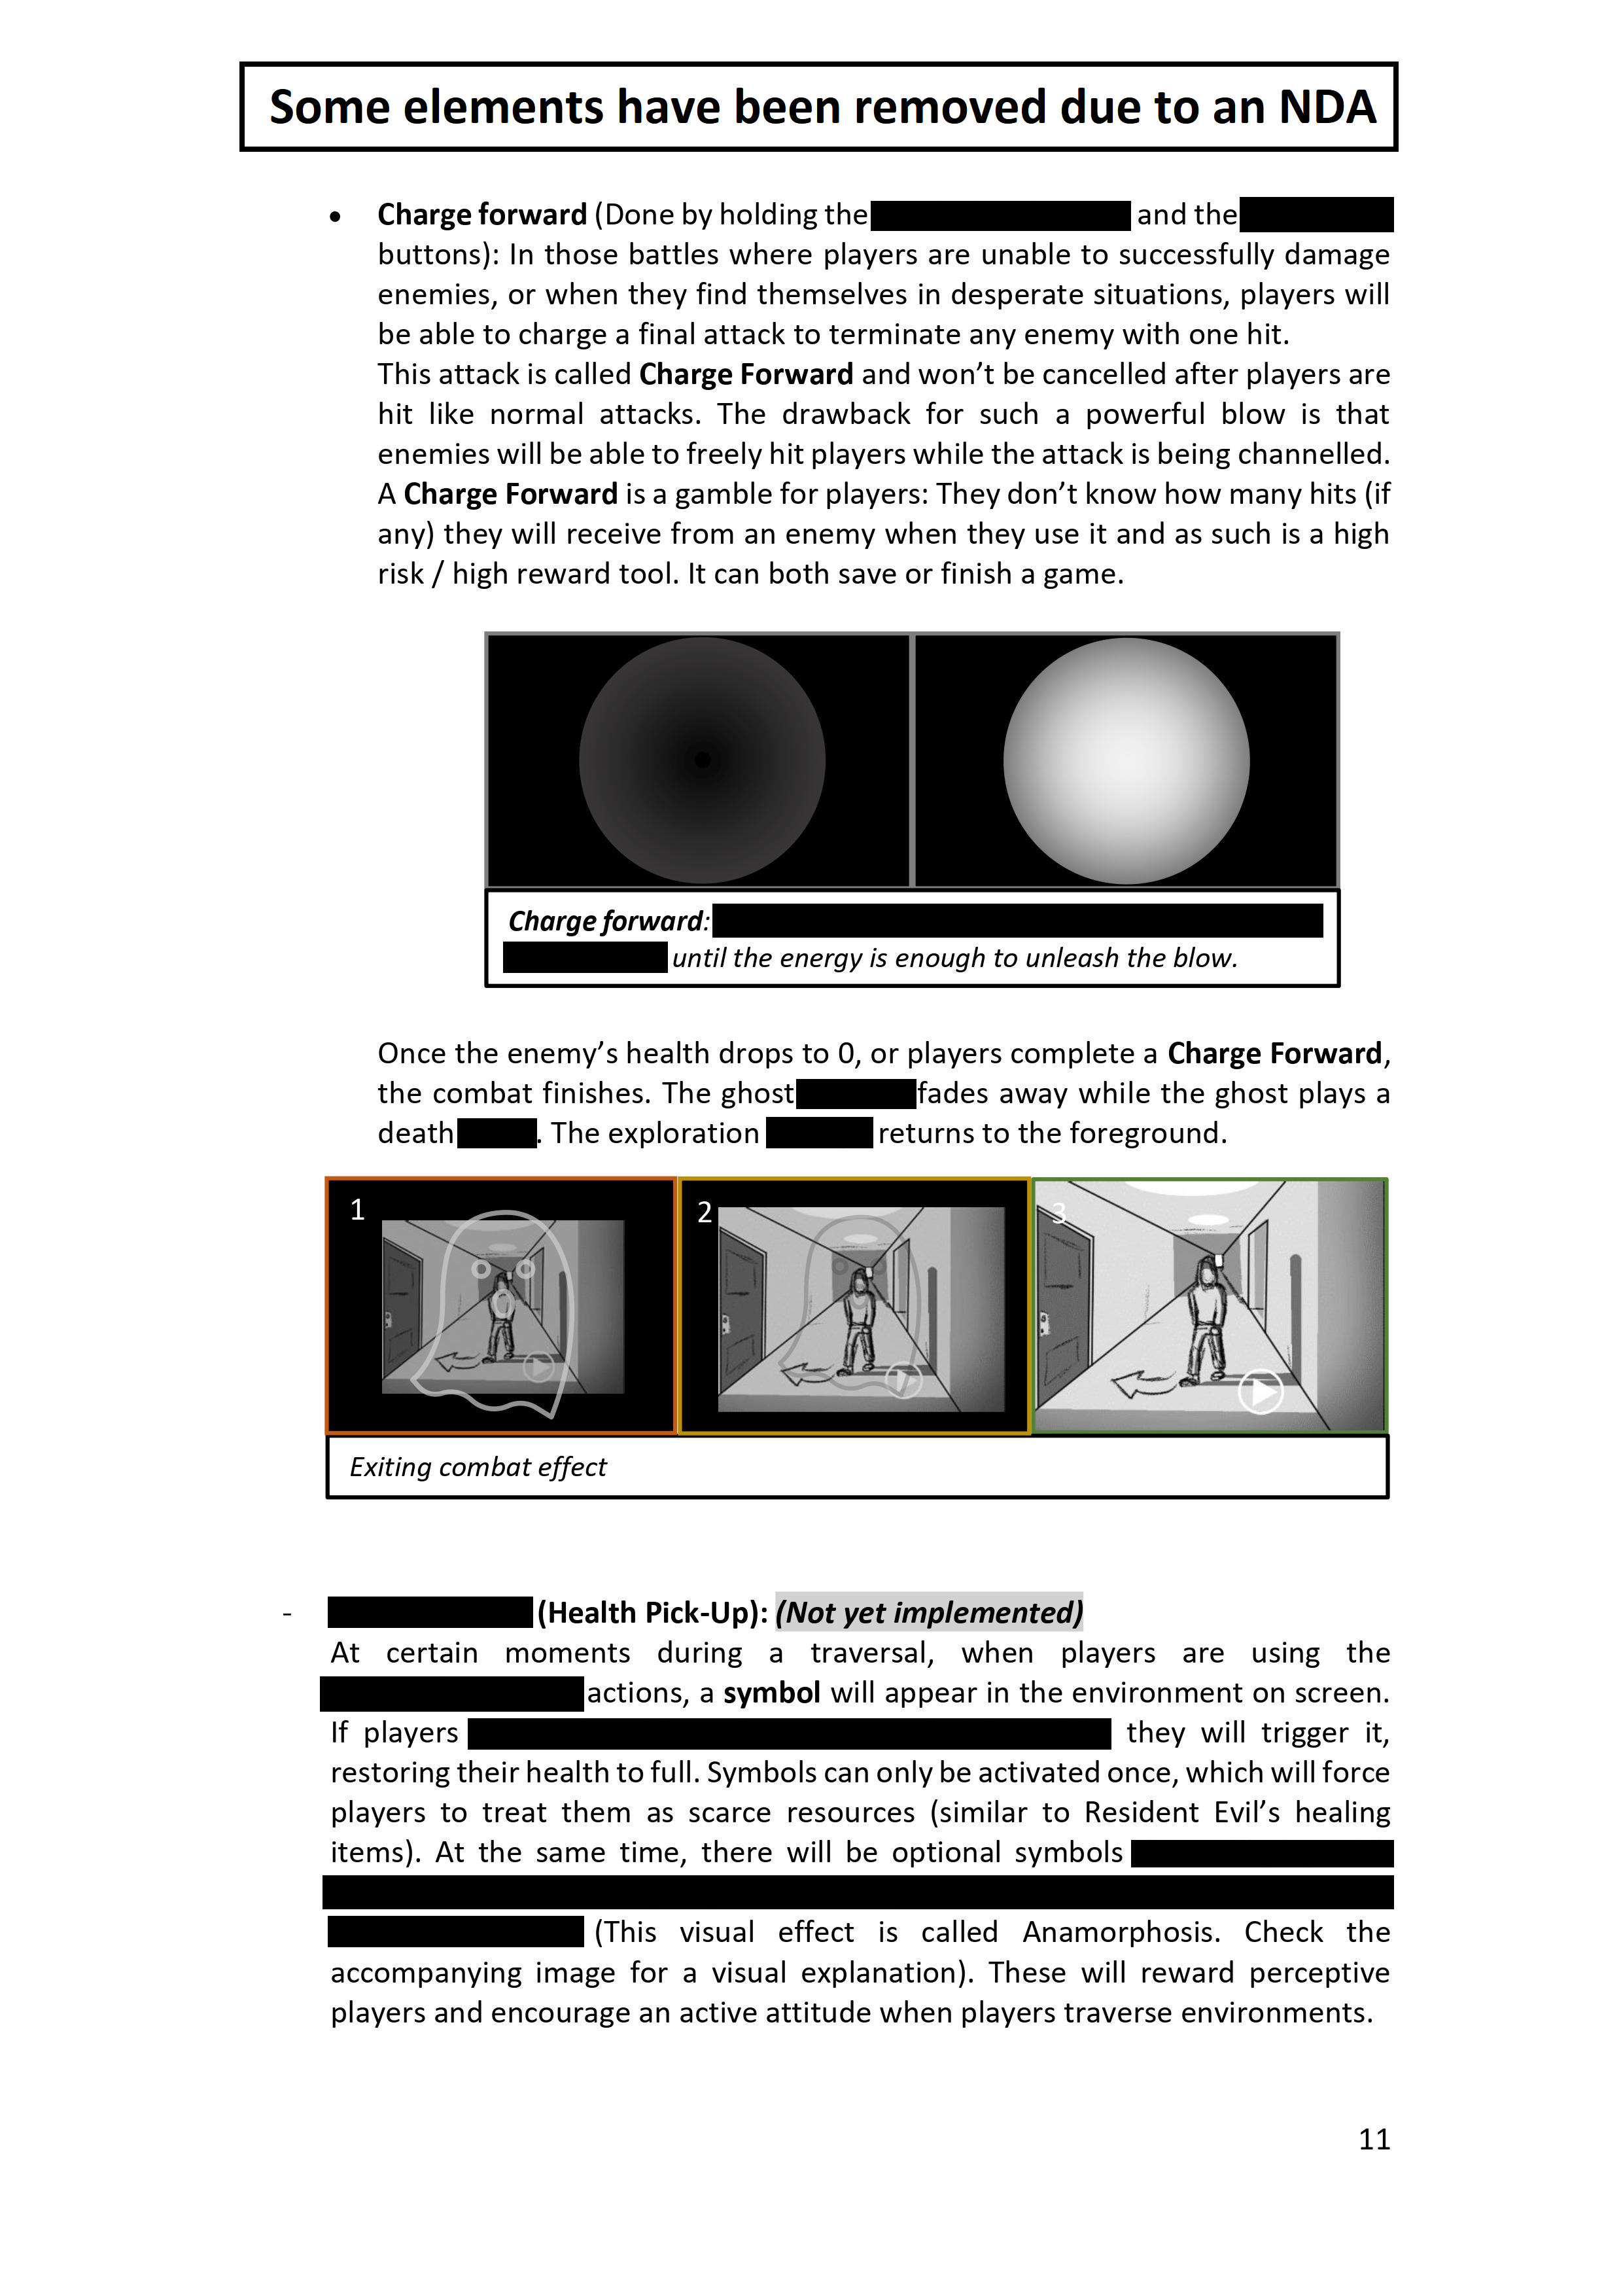 Some elements have been removed due to an NDA
• Charge forward (Done by holding the and the
buttons): In those battles where players are unable to successfully damage
enemies, or when they find themselves in desperate situations, players will
be able to charge a final attack to terminate any enemy with one hit.
This attack is called Charge Forward and won’t be cancelled after players are
hit like normal attacks. The drawback for such a powerful blow is that
enemies will be able to freely hit players while the attack is being channelled.
A Charge Forward is a gamble for players: They don’t know how many hits (if
any) they will receive from an enemy when they use it and as such is a high
risk / high reward tool. It can both save or finish a game.
Charge forward:
until the energy is enough to unleash the blow.
Once the enemy’s health drops to 0, or players complete a Charge Forward,
the combat finishes. The ghost fades away while the ghost plays a
death . The exploration returns to the foreground.
1
2
3
Exiting combat effect
- (Health Pick-Up): (Not yet implemented)
At certain moments during a traversal, when players are using the
actions, a symbol will appear in the environment on screen.
If players they will trigger it,
restoring their health to full. Symbols can only be activated once, which will force
players to treat them as scarce resources (similar to Resident Evil’s healing
items). At the same time, there will be optional symbols
(This visual effect is called Anamorphosis. Check the
accompanying image for a visual explanation). These will reward perceptive
players and encourage an active attitude when players traverse environments.
11